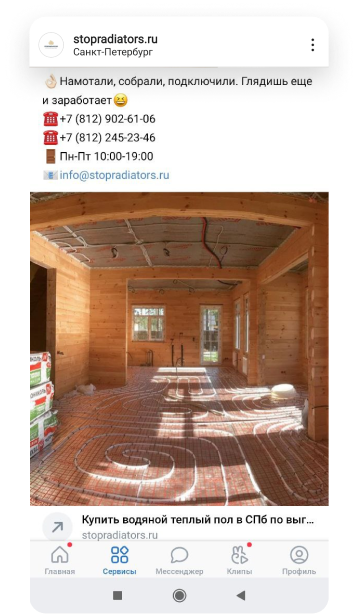 stopradiators.ru
Санкт-Петербург
👌🏻Намотали, собрали, подключили. Глядишь еще
и заработает😆
☎️+7 (812) 902-61-06
☎️+7 (812) 245-23-46
🚪Пн-Пт 10:00-19:00
📧info@stopradiators.ru
Купить водяной теплый пол в СПб по выг...
stopradiators.ru
Главная
Сервисы
Мессенджер
Клипы
Профиль